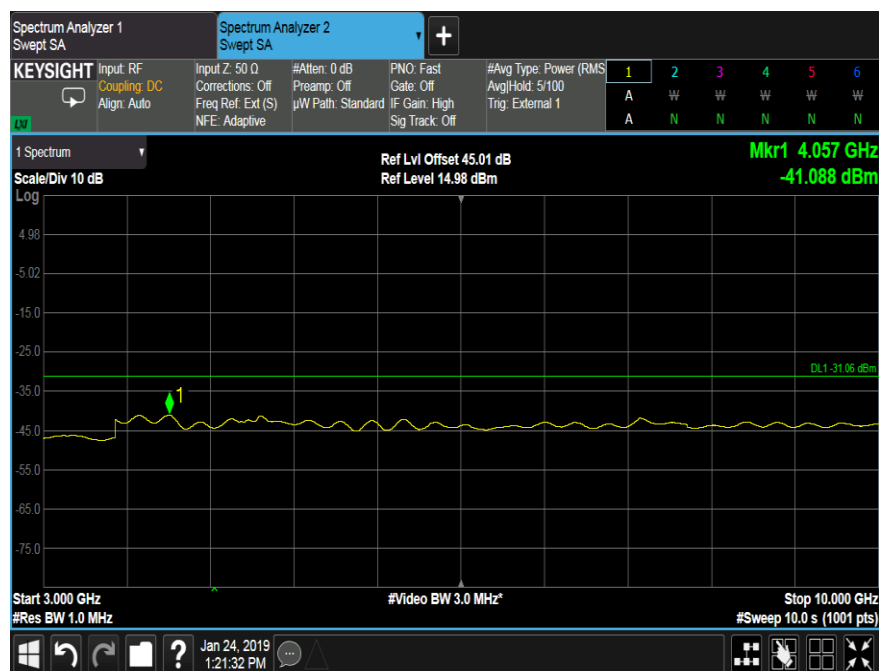 Spectrum Analyzer 1
Swept SA
Spectrum Analyzer 2
Swept SA
+
KEYSIGHT
LXI
Input: RF
Coupling: DC
Align: Auto
Input Z: 50 Ω
Corrections: Off
Freq Ref: Ext (S)
NFE: Adaptive
#Atten: 0 dB
Preamp: Off
µW Path: Standard
PNO: Fast
Gate: Off
IF Gain: High
Sig Track: Off
#Avg Type: Power (RMS
Avg|Hold: 5/100
Trig: External 1
1 2 3 4 5 6
A W W W W W
A N N N N N
1 Spectrum
Scale/Div 10 dB
Log
Ref Lvl Offset 45.01 dB
Ref Level 14.98 dBm
Mkr1 4.057 GHz
-41.088 dBm
4.98
-5.02
-15.0
-25.0
DL1 -31.06 dBm
-35.0
1
-45.0
-55.0
-65.0
-75.0
Start 3.000 GHz
#Res BW 1.0 MHz
#Video BW 3.0 MHz*
Stop 10.000 GHz
#Sweep 10.0 s (1001 pts)
?
Jan 24, 2019
1:21:32 PM